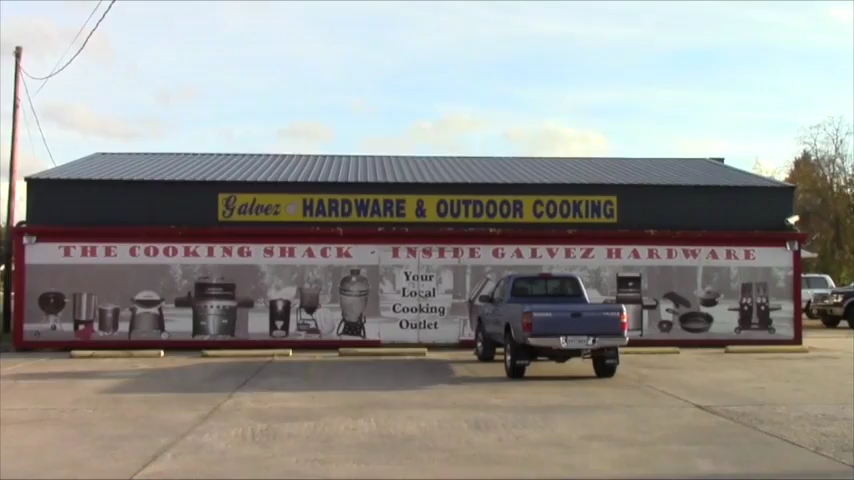 Galvez HARDWARE & OUTDOOR COOKING
THE COOKING SHACK INSIDE GALVEZ HARDWARE
Your
Local
Cooking
Outlet